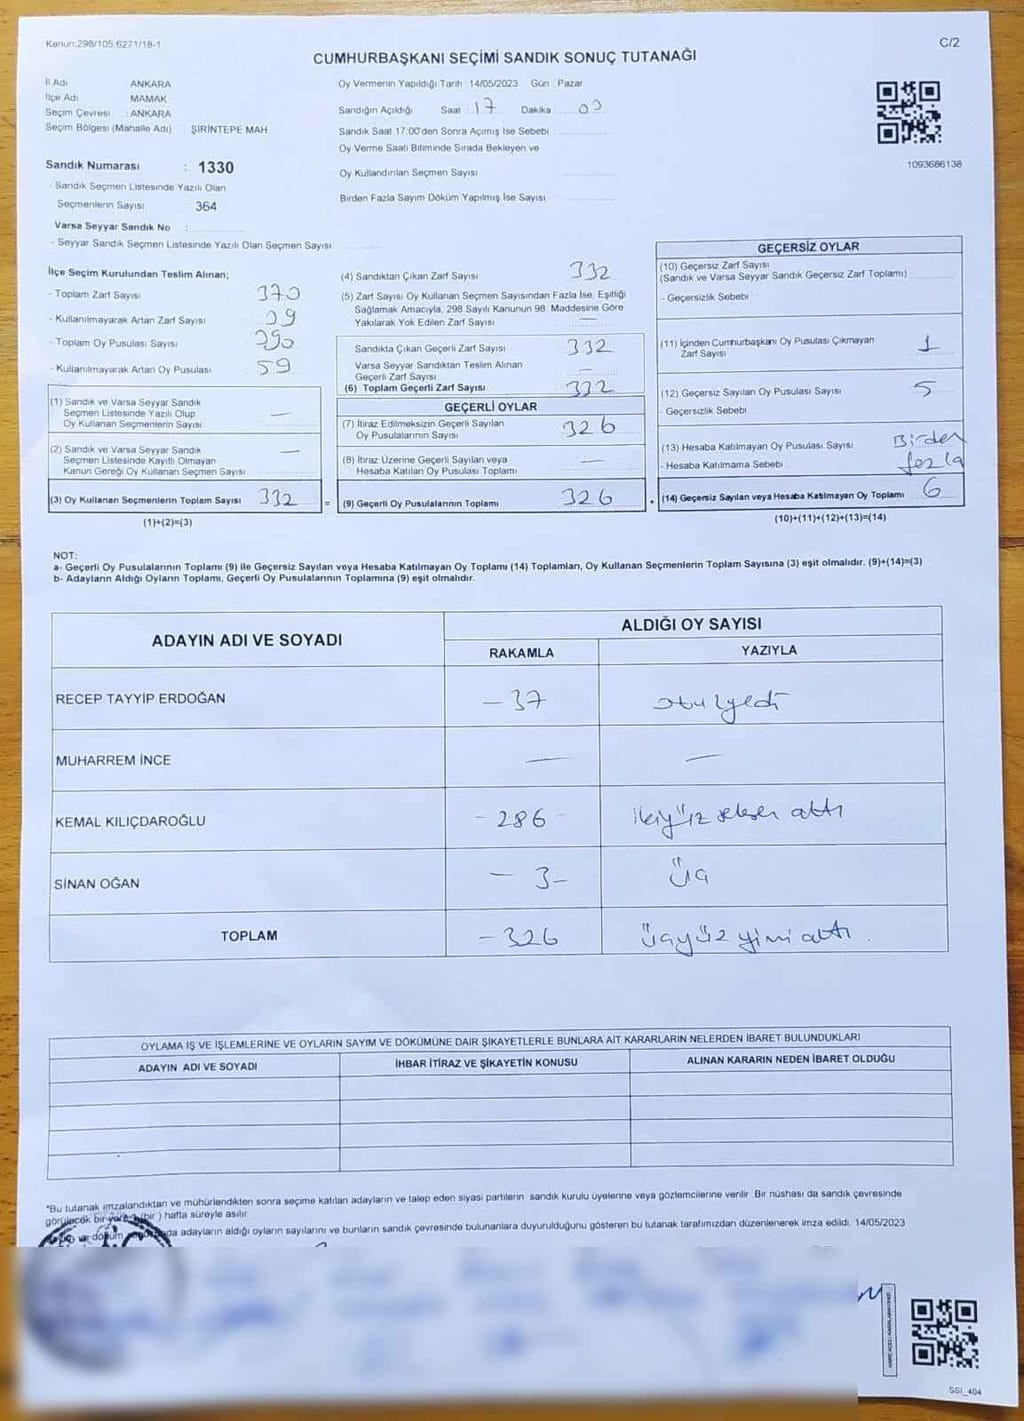 Kanun:298/105;6271/18-1
C/2
CUMHURBAŞKANI SEÇİMİ SANDIK SONUÇ TUTANAĞI
İl Adı ANKARA
İlçe Adı MAMAK
Seçim Çevresi : ANKARA
Seçim Bölgesi (Mahalle Adı) ŞİRİNTEPE MAH
Sandık Numarası : 1330
- Sandık Seçmen Listesinde Yazılı Olan
Seçmenlerin Sayısı : 364
Varsa Seyyar Sandık No :
- Seyyar Sandık Seçmen Listesinde Yazılı Olan Seçmen Sayısı:
Oy Vermenin Yapıldığı Tarih 14/05/2023 Gün : Pazar
Sandığın Açıldığı Saat : 17 Dakika : 03
Sandık Saat 17:00'den Sonra Açımış İse Sebebi :
Oy Verme Saati Bitiminde Sırada Bekleyen ve
Oy Kullandırılan Seçmen Sayısı :
Birden Fazla Sayım Döküm Yapılmış İse Sayısı :
1093686138
İlçe Seçim Kurulundan Teslim Alınan;
- Toplam Zarf Sayısı : 370
- Kullanılmayarak Artan Zarf Sayısı : 39
- Toplam Oy Pusulası Sayısı : 390
- Kullanılmayarak Artan Oy Pusulası : 59
(1) Sandık ve Varsa Seyyar Sandık
Seçmen Listesinde Yazılı Olup
Oy Kullanan Seçmenlerin Sayısı : —
(2) Sandık ve Varsa Seyyar Sandık
Seçmen Listesinde Kayıtlı Olmayan
Kanun Gereği Oy Kullanan Seçmen Sayısı : —
(3) Oy Kullanan Seçmenlerin Toplam Sayısı : 332
(1)+(2)=(3)
(4) Sandıktan Çıkan Zarf Sayısı : 332
(5) Zarf Sayısı Oy Kullanan Seçmen Sayısından Fazla İse, Eşitliği
Sağlamak Amacıyla, 298 Sayılı Kanunun 98. Maddesine Göre
Yakılarak Yok Edilen Zarf Sayısı : —
Sandıkta Çıkan Geçerli Zarf Sayısı : 332
Varsa Seyyar Sandıktan Teslim Alınan
Geçerli Zarf Sayısı : —
(6) Toplam Geçerli Zarf Sayısı : 332
GEÇERLİ OYLAR
(7) İtiraz Edilmeksizin Geçerli Sayılan
Oy Pusulalarının Sayısı : 326
(8) İtiraz Üzerine Geçerli Sayılan veya
Hesaba Katılan Oy Pusulası Toplamı : —
=
(9) Geçerli Oy Pusulalarının Toplamı : 326
GEÇERSİZ OYLAR
(10) Geçersiz Zarf Sayısı
(Sandık ve Varsa Seyyar Sandık Geçersiz Zarf Toplamı) :
- Geçersizlik Sebebi :
(11) İçinden Cumhurbaşkanı Oy Pusulası Çıkmayan
Zarf Sayısı : 1
(12) Geçersiz Sayılan Oy Pusulası Sayısı : 5
- Geçersizlik Sebebi :
(13) Hesaba Katılmayan Oy Pusulası Sayısı : Birden
- Hesaba Katılmama Sebebi : fazla
(14) Geçersiz Sayılan veya Hesaba Katılmayan Oy Toplamı : 6
(10)+(11)+(12)+(13)=(14)
NOT:
a- Geçerli Oy Pusulalarının Toplamı (9) ile Geçersiz Sayılan veya Hesaba Katılmayan Oy Toplamı (14) Toplamları, Oy Kullanan Seçmenlerin Toplam Sayısına (3) eşit olmalıdır. (9)+(14)=(3)
b- Adayların Aldığı Oyların Toplamı, Geçerli Oy Pusulalarının Toplamına (9) eşit olmalıdır.
ADAYIN ADI VE SOYADI
ALDIĞI OY SAYISI
RAKAMLA YAZIYLA
RECEP TAYYİP ERDOĞAN — 37 otuzyedi
MUHARREM İNCE — —
KEMAL KILIÇDAROĞLU - 286 - ikiyüz seksen altı
SİNAN OĞAN — 3 — üç
TOPLAM - 326 üçyüz yirmi altı .
OYLAMA İŞ VE İŞLEMLERİNE VE OYLARIN SAYIM VE DÖKÜMÜNE DAİR ŞİKAYETLERLE BUNLARA AİT KARARLARIN NELERDEN İBARET BULUNDUKLARI
ADAYIN ADI VE SOYADI İHBAR İTİRAZ VE ŞİKAYETİN KONUSU ALINAN KARARIN NEDEN İBARET OLDUĞU
*Bu tutanak imzalandıktan ve mühürlendikten sonra seçime katılan adayların ve talep eden siyasi partilerin sandık kurulu üyelerine veya gözlemcilerine verilir. Bir nüshası da sandık çevresinde
görülecek bir yere 1 (bir) hafta süreyle asılır.
adayların aldığı oyların sayılarını ve bunların sandık çevresinde bulunanlara duyurulduğunu gösteren bu tutanak tarafımızdan düzenlenerek imza edildi. 14/05/2023
SSI_404